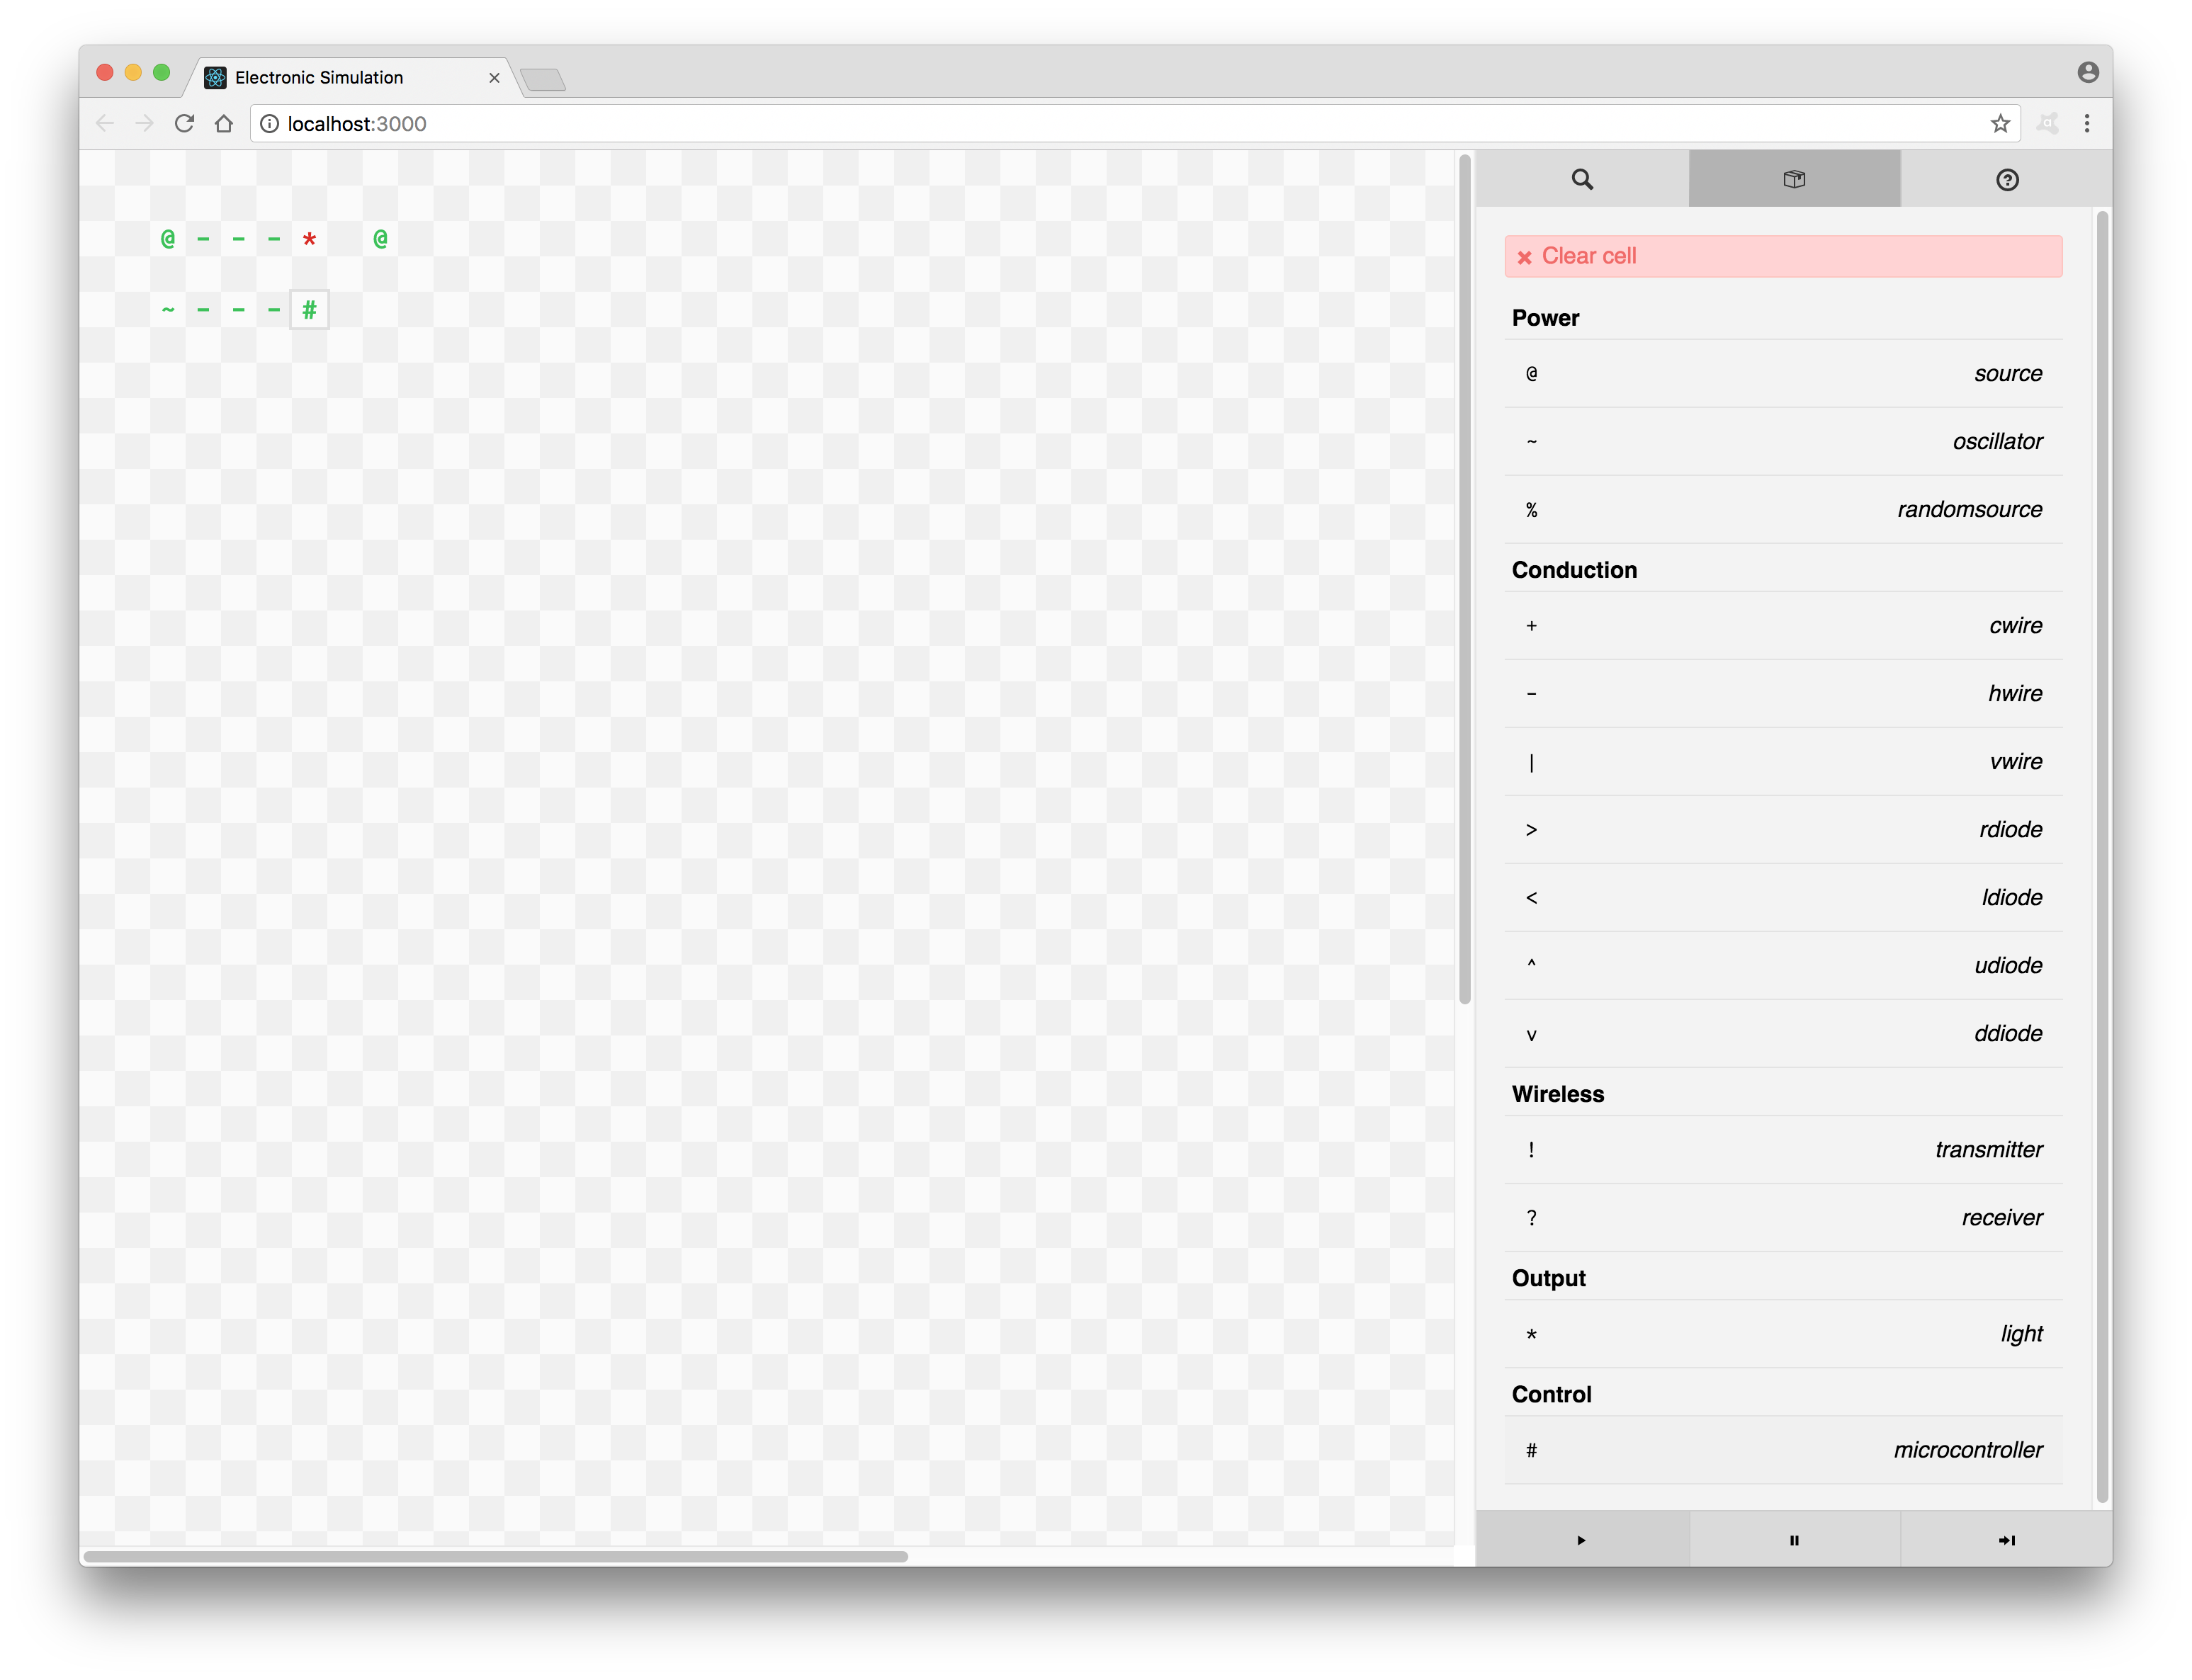 Electronic Simulation
localhost:3000
@ - - - * @
~ - - - #
Clear cell
Power
@ source
~ oscillator
% randomsource
Conduction
+ cwire
- hwire
| vwire
> rdiode
< ldiode
^ udiode
v ddiode
Wireless
! transmitter
? receiver
Output
* light
Control
# microcontroller